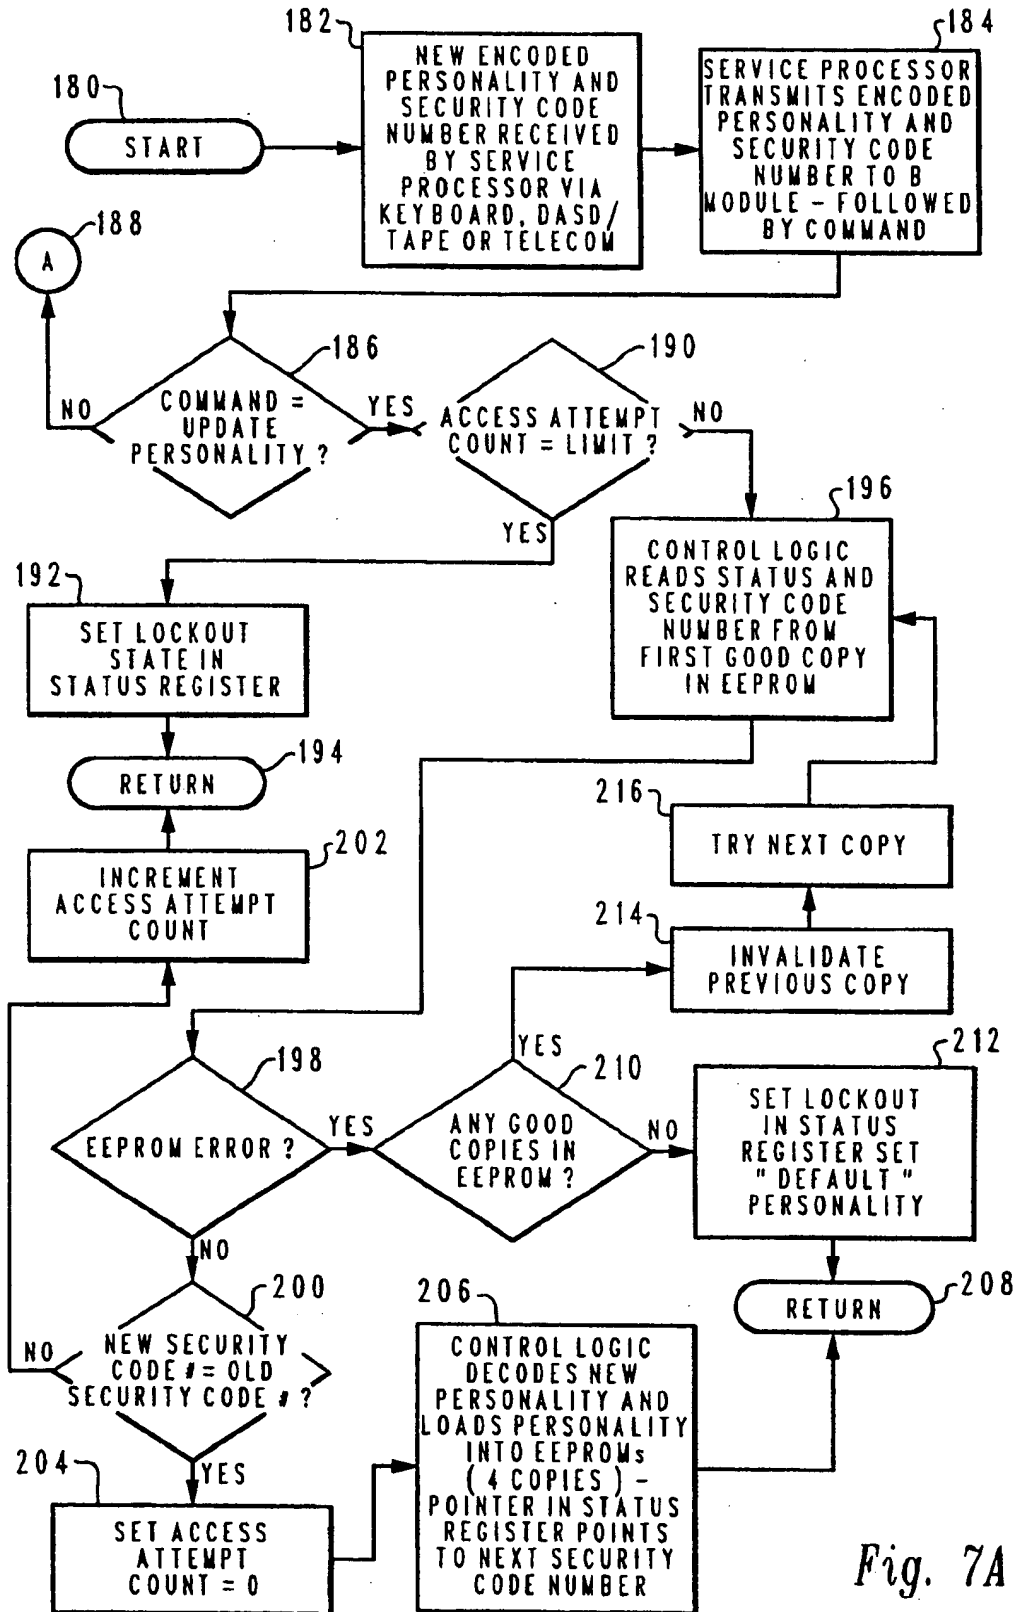 180
START
182
NEW ENCODED
PERSONALITY AND
SECURITY CODE
NUMBER RECEIVED
BY SERVICE
PROCESSOR VIA
KEYBOARD, DASD/
TAPE OR TELECOM
184
SERVICE PROCESSOR
TRANSMITS ENCODED
PERSONALITY AND
SECURITY CODE
NUMBER TO B
MODULE - FOLLOWED
BY COMMAND
188
A
186
COMMAND =
UPDATE
PERSONALITY ?
NO
YES
190
ACCESS ATTEMPT
COUNT = LIMIT ?
NO
YES
192
SET LOCKOUT
STATE IN
STATUS REGISTER
194
RETURN
196
CONTROL LOGIC
READS STATUS AND
SECURITY CODE
NUMBER FROM
FIRST GOOD COPY
IN EEPROM
202
INCREMENT
ACCESS ATTEMPT
COUNT
216
TRY NEXT COPY
214
INVALIDATE
PREVIOUS COPY
198
EEPROM ERROR ?
YES
NO
210
ANY GOOD
COPIES IN
EEPROM ?
YES
NO
212
SET LOCKOUT
IN STATUS
REGISTER SET
" DEFAULT "
PERSONALITY
208
RETURN
200
NEW SECURITY
CODE # = OLD
SECURITY CODE # ?
NO
YES
204
SET ACCESS
ATTEMPT
COUNT = 0
206
CONTROL LOGIC
DECODES NEW
PERSONALITY AND
LOADS PERSONALITY
INTO EEPROMs
( 4 COPIES ) -
POINTER IN STATUS
REGISTER POINTS
TO NEXT SECURITY
CODE NUMBER
Fig. 7A